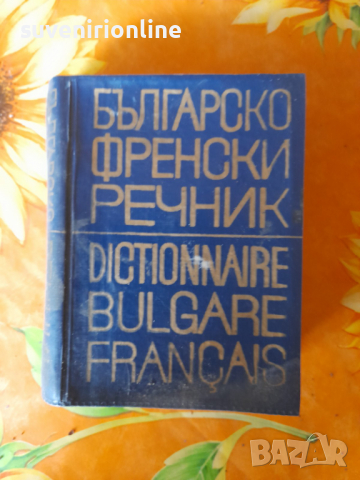 suvenirionline
БЪЛГАРСКО
ФРЕНСКИ
РЕЧНИК
DICTIONNAIRE
BULGARE
FRANÇAIS
BAZAR